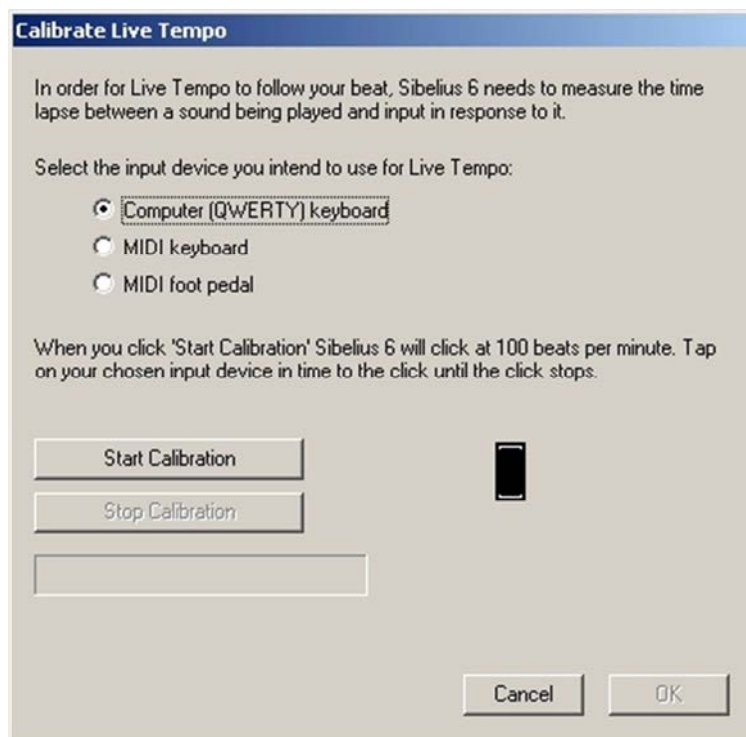 Calibrate Live Tempo
In order for Live Tempo to follow your beat, Sibelius 6 needs to measure the time
lapse between a sound being played and input in response to it.
Select the input device you intend to use for Live Tempo:
Computer (QWERTY) keyboard
MIDI keyboard
MIDI foot pedal
When you click 'Start Calibration' Sibelius 6 will click at 100 beats per minute. Tap
on your chosen input device in time to the click until the click stops.
Start Calibration
Stop Calibration
Cancel
OK